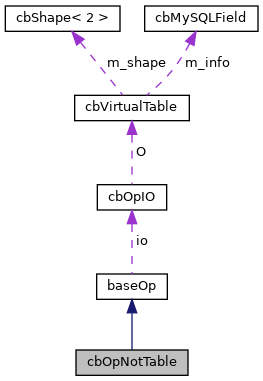 cbShape< 2 >
cbMySQLField
m_shape
m_info
cbVirtualTable
O
cbOpIO
io
baseOp
cbOpNotTable